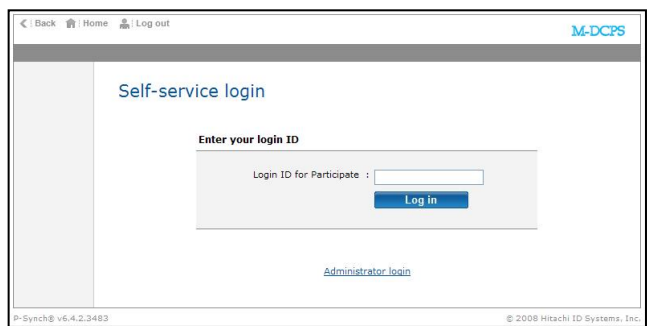 Back Home Log out
M-DCPS
Self-service login
Enter your login ID
Login ID for Participate :
Log in
Administrator login
P-Synch® v6.4.2.3483 © 2008 Hitachi ID Systems, Inc.